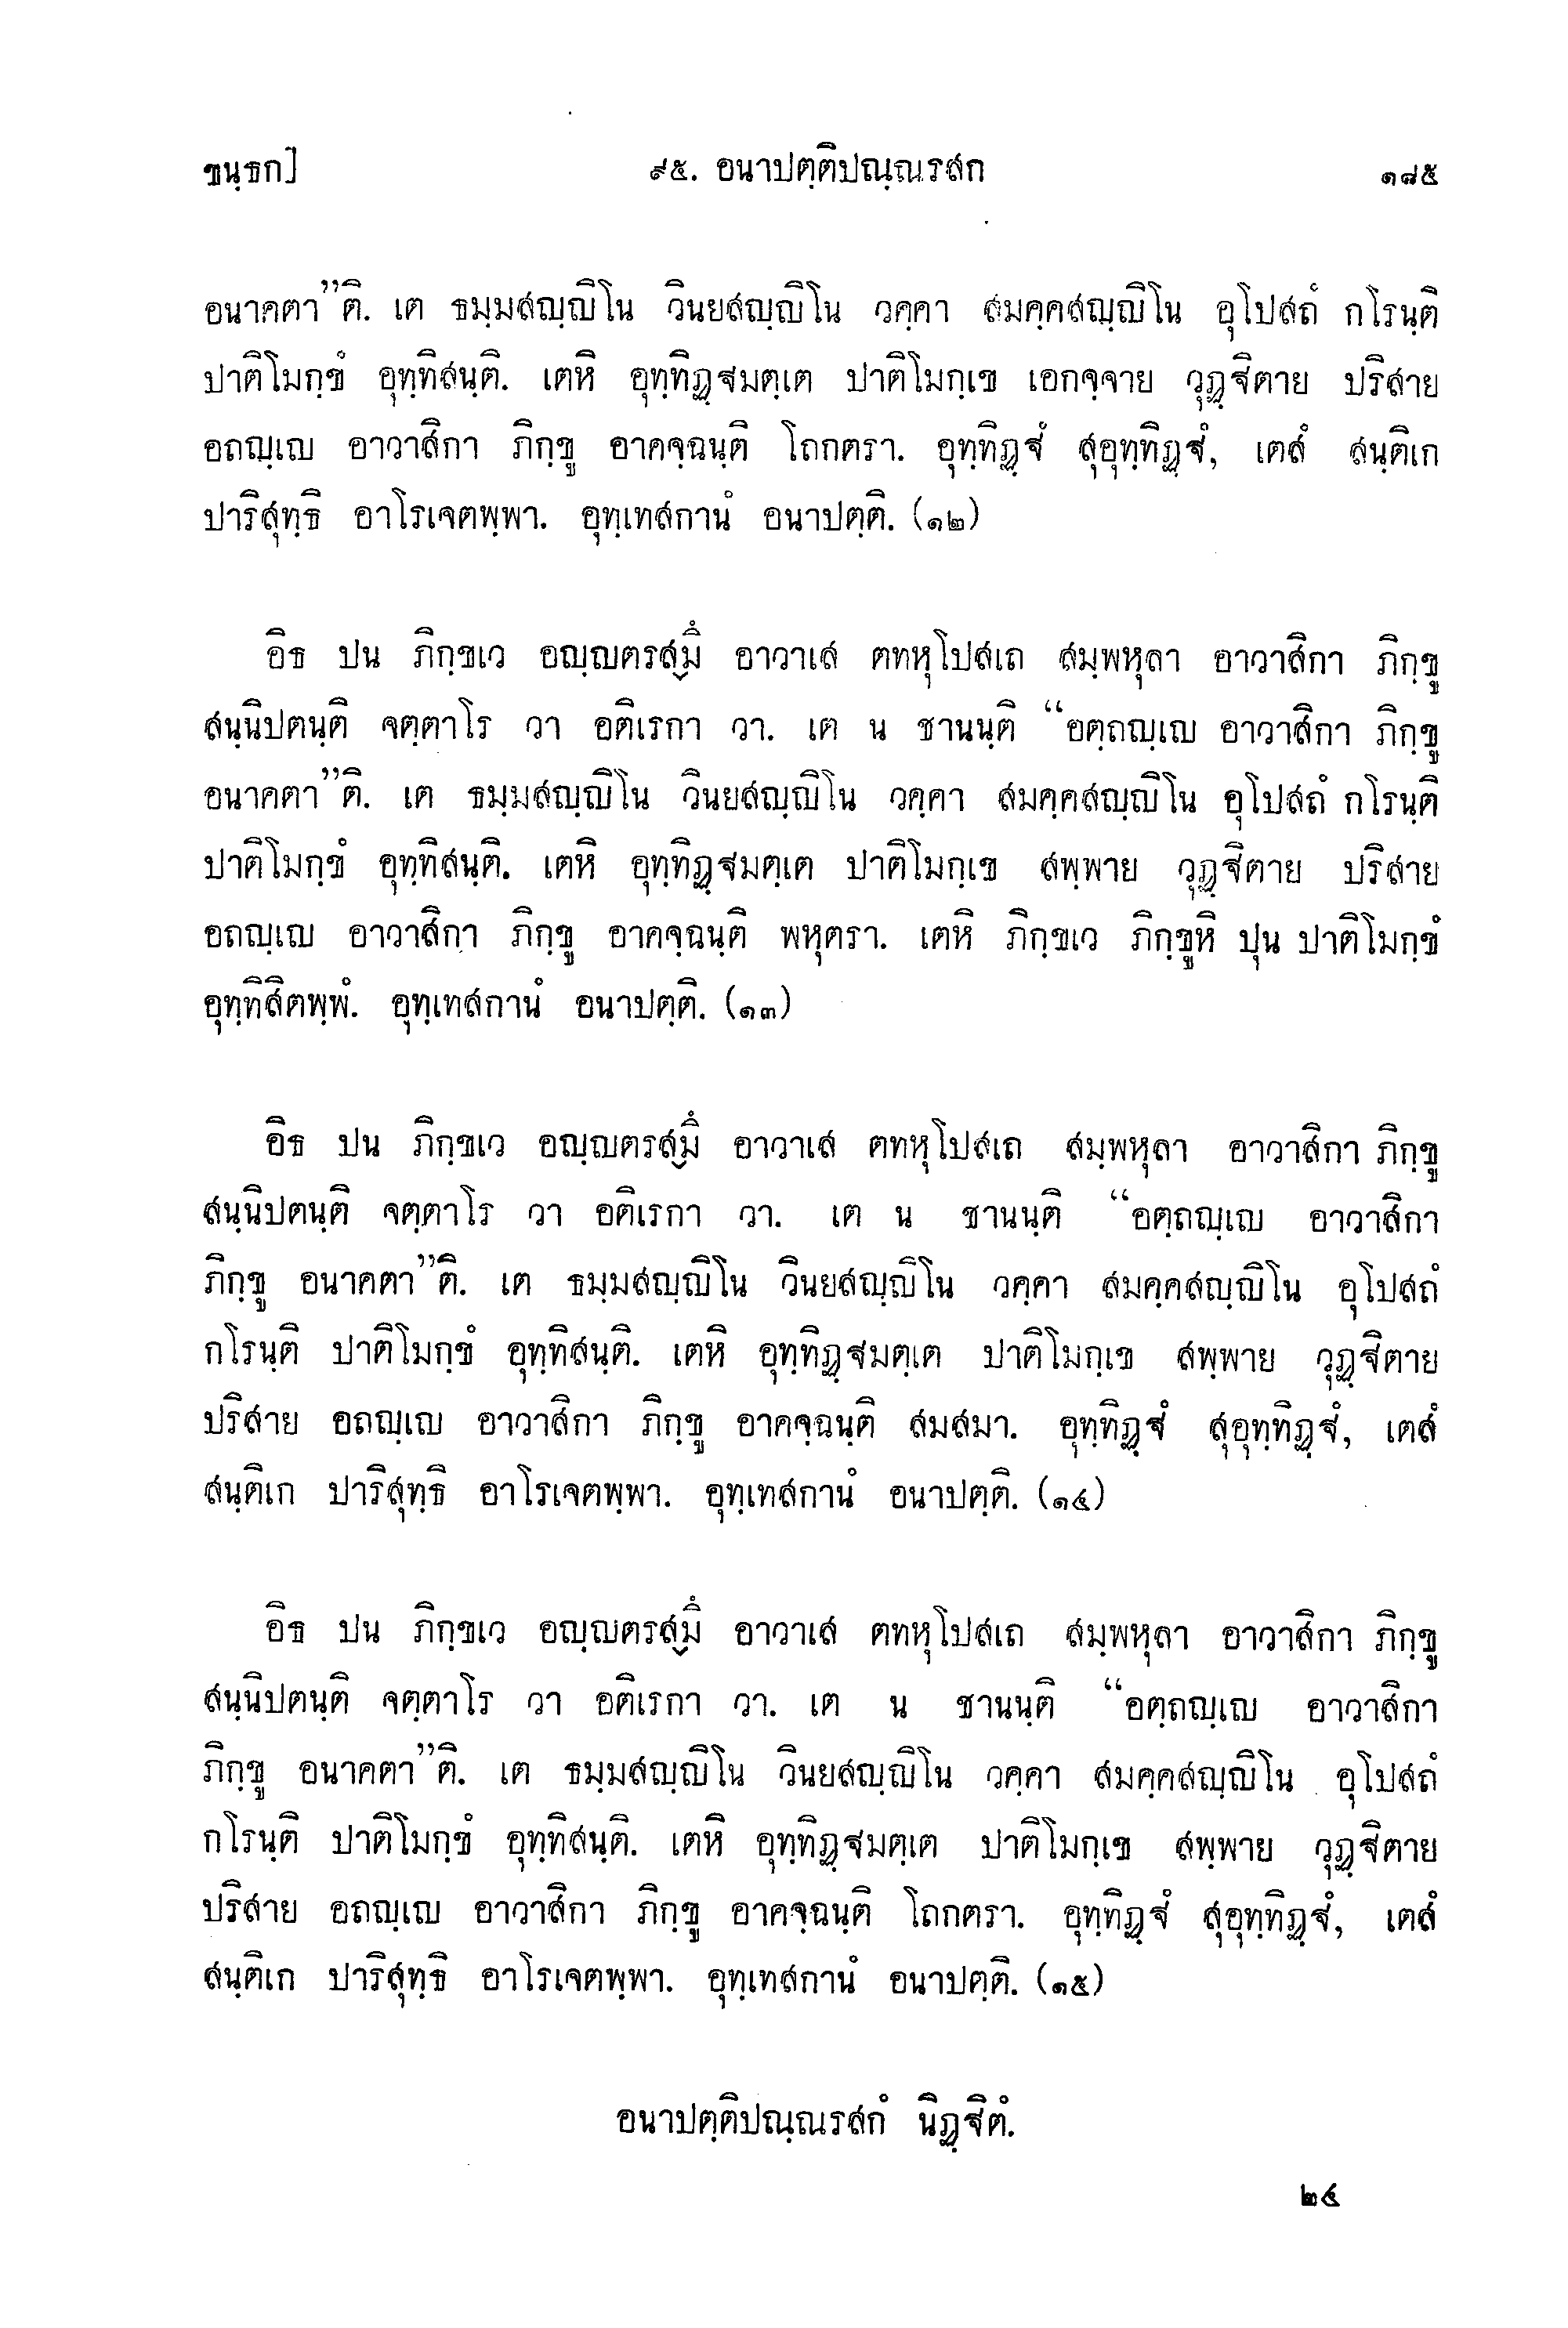 ขนฺธก]
๙๕. อนาปตฺติปณฺณรสก
๑๘๕
อนาคตา”ติ. เต ธมฺมสญฺญิโน วินยสญฺญิโน วคฺคา สมคฺคสญฺญิโน อุโปสถํ กโรนฺติ
ปาติโมกฺขํ อุทฺทิสนฺติ. เตหิ อุทฺทิฏฺฐมตฺเต ปาติโมกฺเข เอกจฺจาย วุฏฺฐิตาย ปริสาย
อถญฺเญ อาวาสิกา ภิกฺขู อาคจฺฉนฺติ โถกตรา. อุทฺทิฏฺฐํ สุอุทฺทิฏฺฐํ, เตสํ สนฺติเก
ปาริสุทฺธิ อาโรเจตพฺพา. อุทฺเทสกานํ อนาปตฺติ. (๑๒)
อิธ ปน ภิกฺขเว อญฺญตรสฺมิํ อาวาเส ตทหุโปสเถ สมฺพหุลา อาวาสิกา ภิกฺขู
สนฺนิปตนฺติ จตฺตาโร วา อติเรกา วา. เต น ชานนฺติ “อตฺถญฺเญ อาวาสิกา ภิกฺขู
อนาคตา”ติ. เต ธมฺมสญฺญิโน วินยสญฺญิโน วคฺคา สมคฺคสญฺญิโน อุโปสถํ กโรนฺติ
ปาติโมกฺขํ อุทฺทิสนฺติ. เตหิ อุทฺทิฏฺฐมตฺเต ปาติโมกฺเข สพฺพาย วุฏฺฐิตาย ปริสาย
อถญฺเญ อาวาสิกา ภิกฺขู อาคจฺฉนฺติ พหุตรา. เตหิ ภิกฺขเว ภิกฺขูหิ ปุน ปาติโมกฺขํ
อุทฺทิสิตพฺพํ. อุทฺเทสกานํ อนาปตฺติ. (๑๓)
อิธ ปน ภิกฺขเว อญฺญตรสฺมิํ อาวาเส ตทหุโปสเถ สมฺพหุลา อาวาสิกา ภิกฺขู
สนฺนิปตนฺติ จตฺตาโร วา อติเรกา วา. เต น ชานนฺติ “อตฺถญฺเญ อาวาสิกา
ภิกฺขู อนาคตา”ติ. เต ธมฺมสญฺญิโน วินยสญฺญิโน วคฺคา สมคฺคสญฺญิโน อุโปสถํ
กโรนฺติ ปาติโมกฺขํ อุทฺทิสนฺติ. เตหิ อุทฺทิฏฺฐมตฺเต ปาติโมกฺเข สพฺพาย วุฏฺฐิตาย
ปริสาย อถญฺเญ อาวาสิกา ภิกฺขู อาคจฺฉนฺติ สมสมา. อุทฺทิฏฺฐํ สุอุทฺทิฏฺฐํ, เตสํ
สนฺติเก ปาริสุทฺธิ อาโรเจตพฺพา. อุทฺเทสกานํ อนาปตฺติ. (๑๔)
อิธ ปน ภิกฺขเว อญฺญตรสฺมิํ อาวาเส ตทหุโปสเถ สมฺพหุลา อาวาสิกา ภิกฺขู
สนฺนิปตนฺติ จตฺตาโร วา อติเรกา วา. เต น ชานนฺติ “อตฺถญฺเญ อาวาสิกา
ภิกฺขู อนาคตา”ติ. เต ธมฺมสญฺญิโน วินยสญฺญิโน วคฺคา สมคฺคสญฺญิโน อุโปสถํ
กโรนฺติ ปาติโมกฺขํ อุทฺทิสนฺติ. เตหิ อุทฺทิฏฺฐมตฺเต ปาติโมกฺเข สพฺพาย วุฏฺฐิตาย
ปริสาย อถญฺเญ อาวาสิกา ภิกฺขู อาคจฺฉนฺติ โถกตรา. อุทฺทิฏฺฐํ สุอุทฺทิฏฺฐํ, เตสํ
สนฺติเก ปาริสุทฺธิ อาโรเจตพฺพา. อุทฺเทสกานํ อนาปตฺติ. (๑๕)
อนาปตฺติปณฺณรสกํ นิฏฺฐิตํ.
๒๔